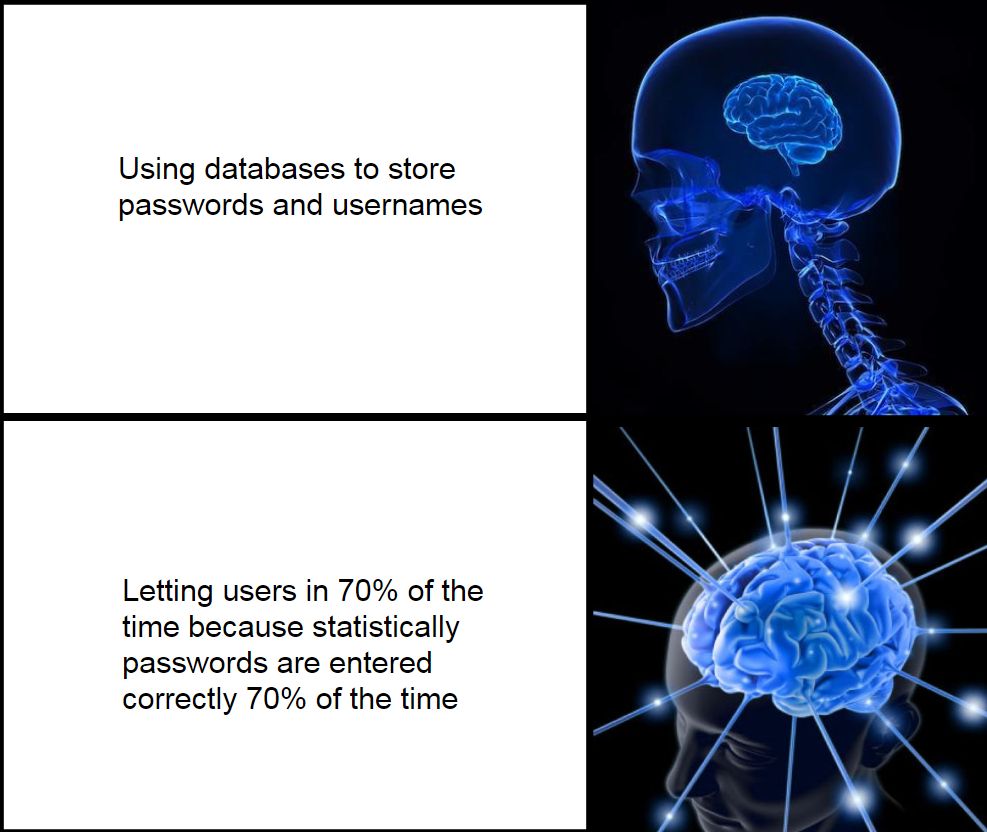 Using databases to store
passwords and usernames
Letting users in 70% of the
time because statistically
passwords are entered
correctly 70% of the time